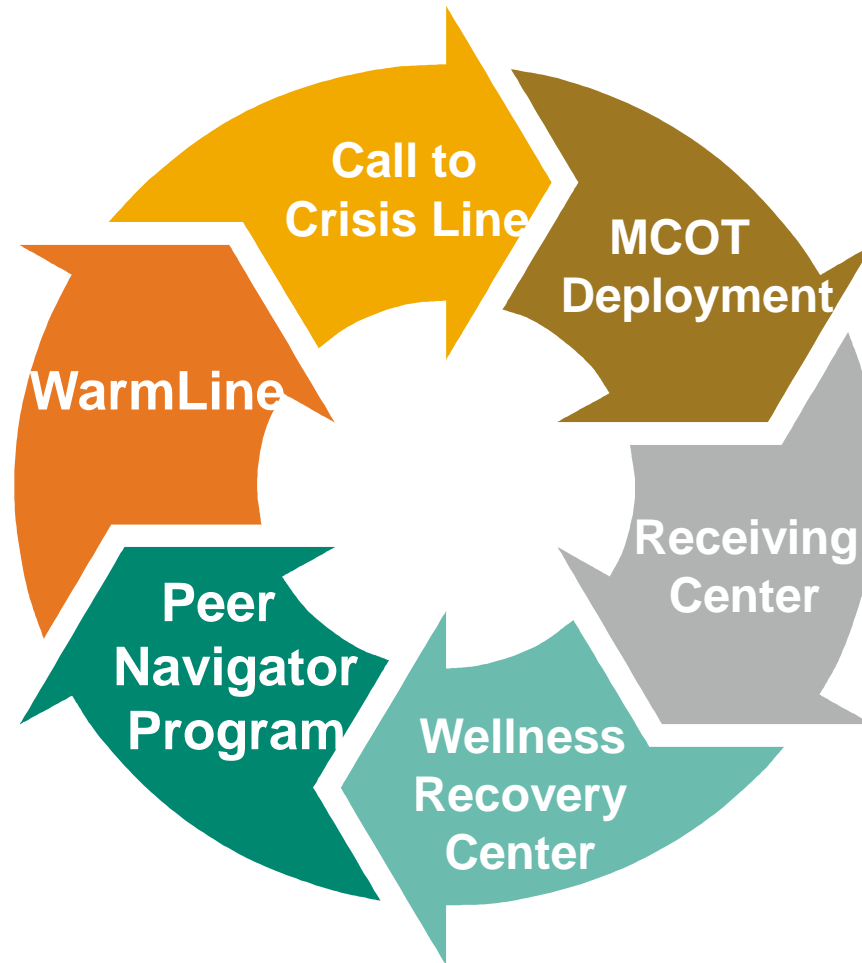 Call to
Crisis Line
MCOT
Deployment
Receiving
Center
Wellness
Recovery
Center
Peer
Navigator
Program
WarmLine